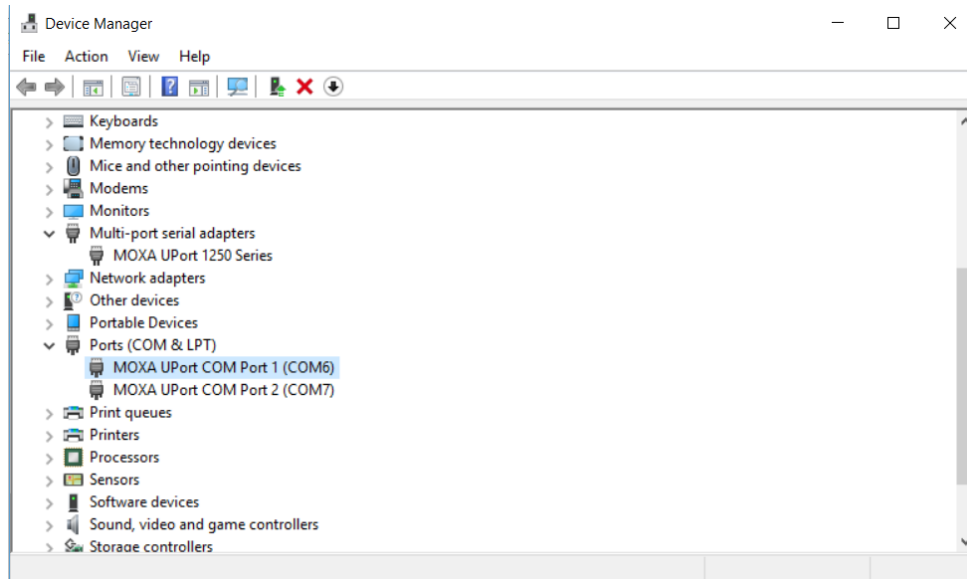 Device Manager
File Action View Help
Keyboards
Memory technology devices
Mice and other pointing devices
Modems
Monitors
Multi-port serial adapters
MOXA UPort 1250 Series
Network adapters
Other devices
Portable Devices
Ports (COM & LPT)
MOXA UPort COM Port 1 (COM6)
MOXA UPort COM Port 2 (COM7)
Print queues
Printers
Processors
Sensors
Software devices
Sound, video and game controllers
Storage controllers